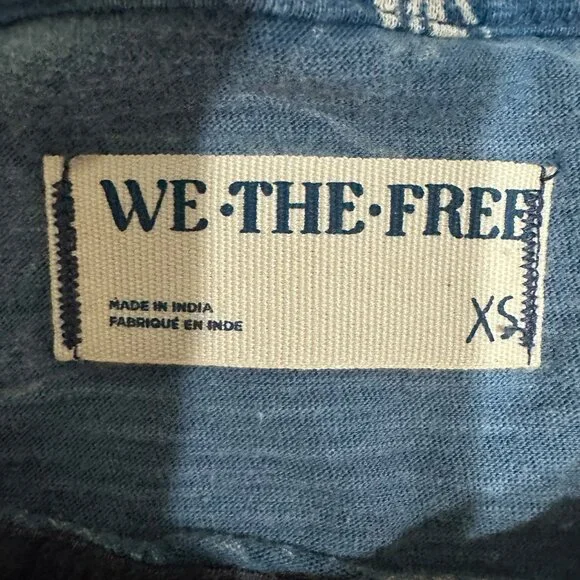 WE·THE·FREE
MADE IN INDIA
FABRIQUÉ EN INDE
XS